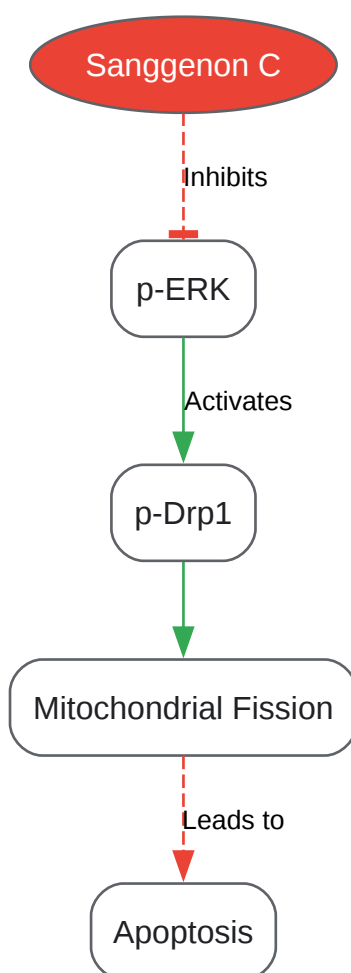 Sanggenon C
Inhibits
p-ERK
Activates
p-Drp1
Mitochondrial Fission
Leads to
Apoptosis